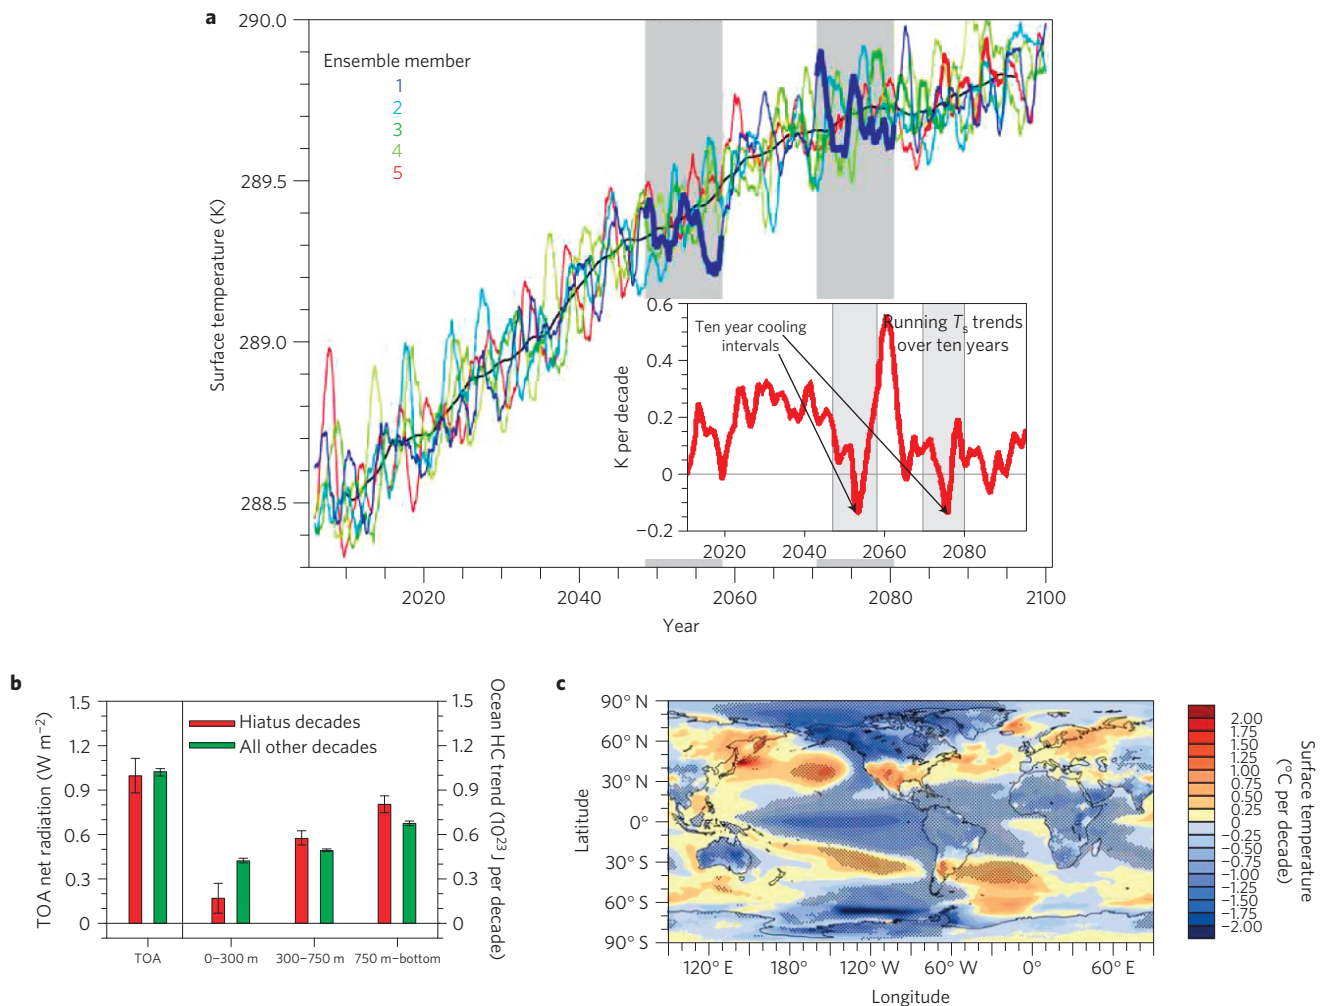 a
290.0
289.5
289.0
288.5
Surface temperature (K)
Ensemble member
1
2
3
4
5
2020
2040
2060
2080
2100
Year
0.6
0.4
0.2
0
−0.2
K per decade
Ten year cooling
intervals
Running Ts trends
over ten years
2020
2040
2060
2080
b
1.5
1.2
0.9
0.6
0.3
0
TOA net radiation (W m−2)
Hiatus decades
All other decades
TOA
0–300 m
300–750 m
750 m–bottom
1.5
1.2
0.9
0.6
0.3
0
Ocean HC trend (10²³ J per decade)
c
90° N
60° N
30° N
0°
30° S
60° S
90° S
Latitude
120° E
180°
120° W
60° W
0°
60° E
Longitude
2.00
1.75
1.50
1.25
1.00
0.75
0.50
0.25
0
−0.25
−0.50
−0.75
−1.00
−1.25
−1.50
−1.75
−2.00
Surface temperature
(°C per decade)